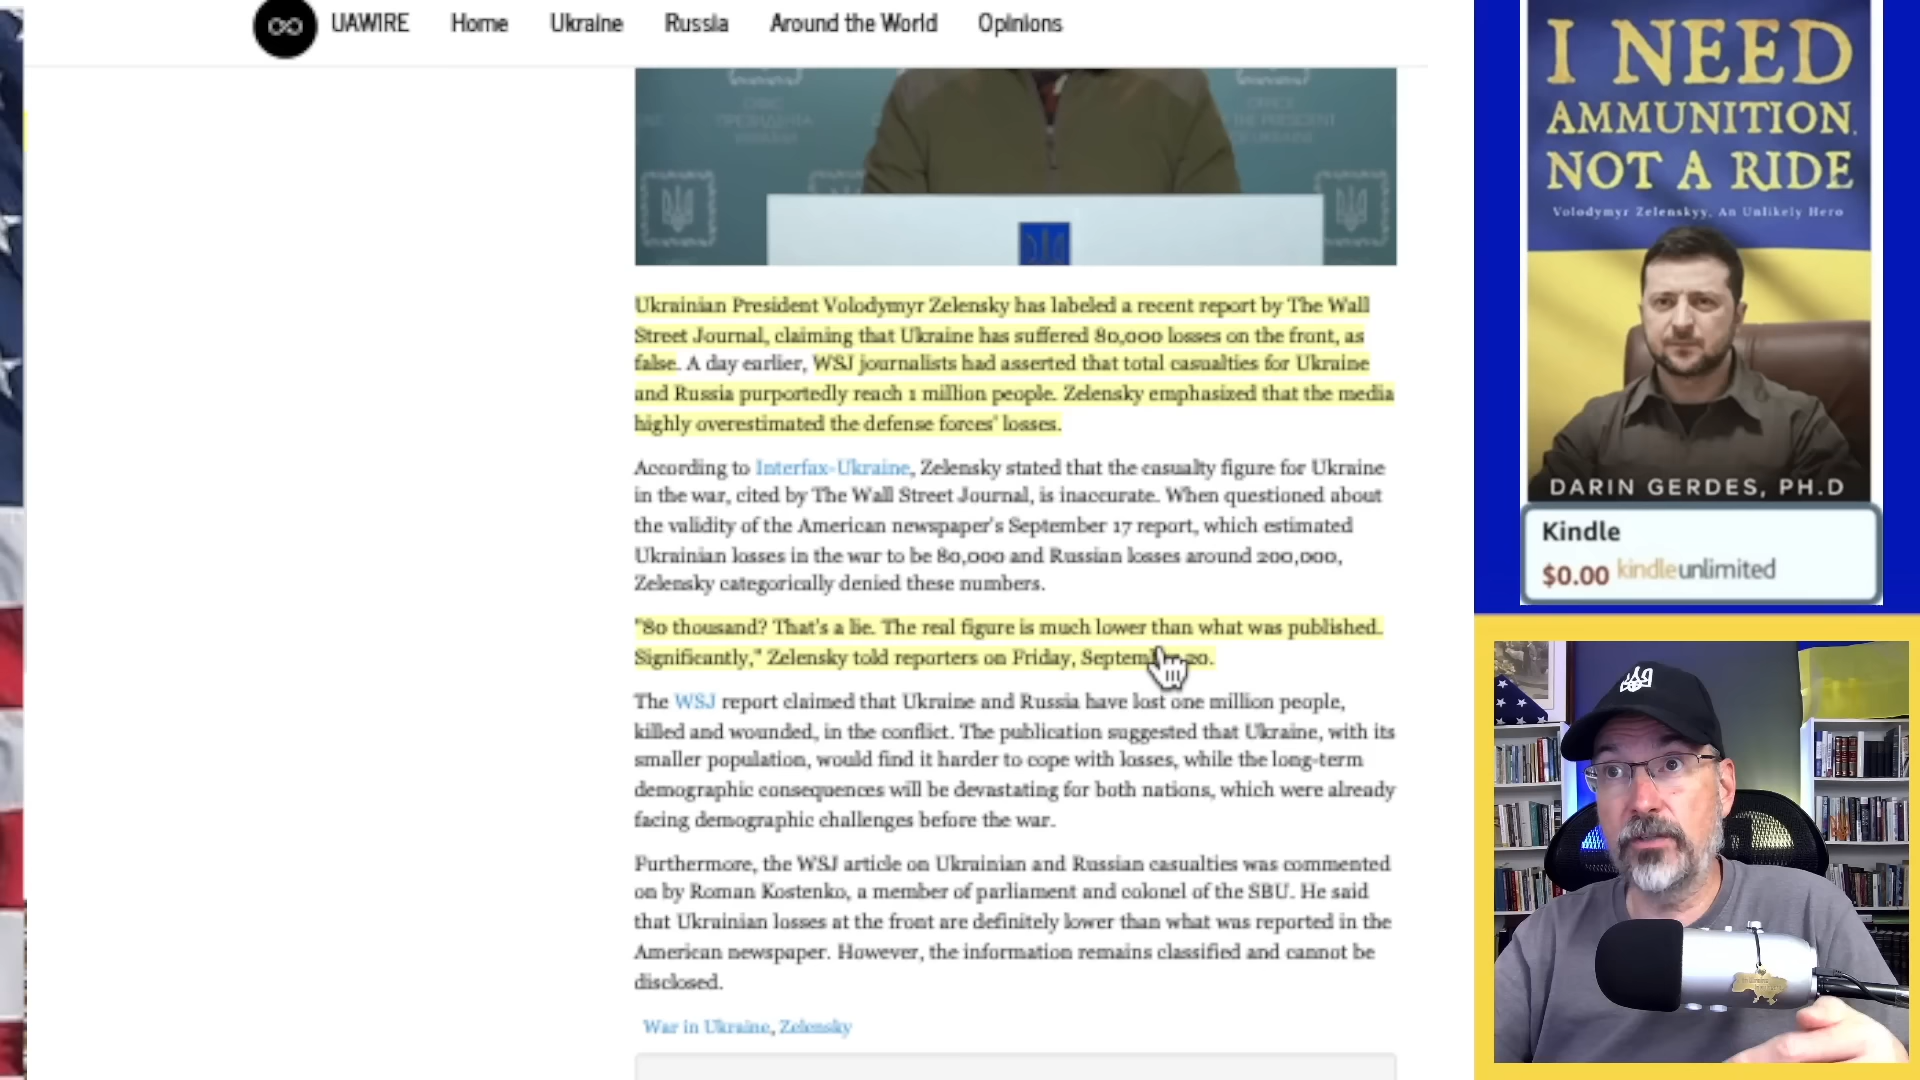 UAWIRE Home Ukraine Russia Around the World Opinions
Ukrainian President Volodymyr Zelensky has labeled a recent report by The Wall
Street Journal, claiming that Ukraine has suffered 80,000 losses on the front, as
false. A day earlier, WSJ journalists had asserted that total casualties for Ukraine
and Russia purportedly reach 1 million people. Zelensky emphasized that the media
highly overestimated the defense forces' losses.
According to Interfax-Ukraine, Zelensky stated that the casualty figure for Ukraine
in the war, cited by The Wall Street Journal, is inaccurate. When questioned about
the validity of the American newspaper's September 17 report, which estimated
Ukrainian losses in the war to be 80,000 and Russian losses around 200,000,
Zelensky categorically denied these numbers.
"80 thousand? That's a lie. The real figure is much lower than what was published.
Significantly," Zelensky told reporters on Friday, September 20.
The WSJ report claimed that Ukraine and Russia have lost one million people,
killed and wounded, in the conflict. The publication suggested that Ukraine, with its
smaller population, would find it harder to cope with losses, while the long-term
demographic consequences will be devastating for both nations, which were already
facing demographic challenges before the war.
Furthermore, the WSJ article on Ukrainian and Russian casualties was commented
on by Roman Kostenko, a member of parliament and colonel of the SBU. He said
that Ukrainian losses at the front are definitely lower than what was reported in the
American newspaper. However, the information remains classified and cannot be
disclosed.
War in Ukraine, Zelensky
I NEED
AMMUNITION,
NOT A RIDE
Volodymyr Zelenskyy, An Unlikely Hero
DARIN GERDES, PH.D
Kindle
$0.00 kindleunlimited